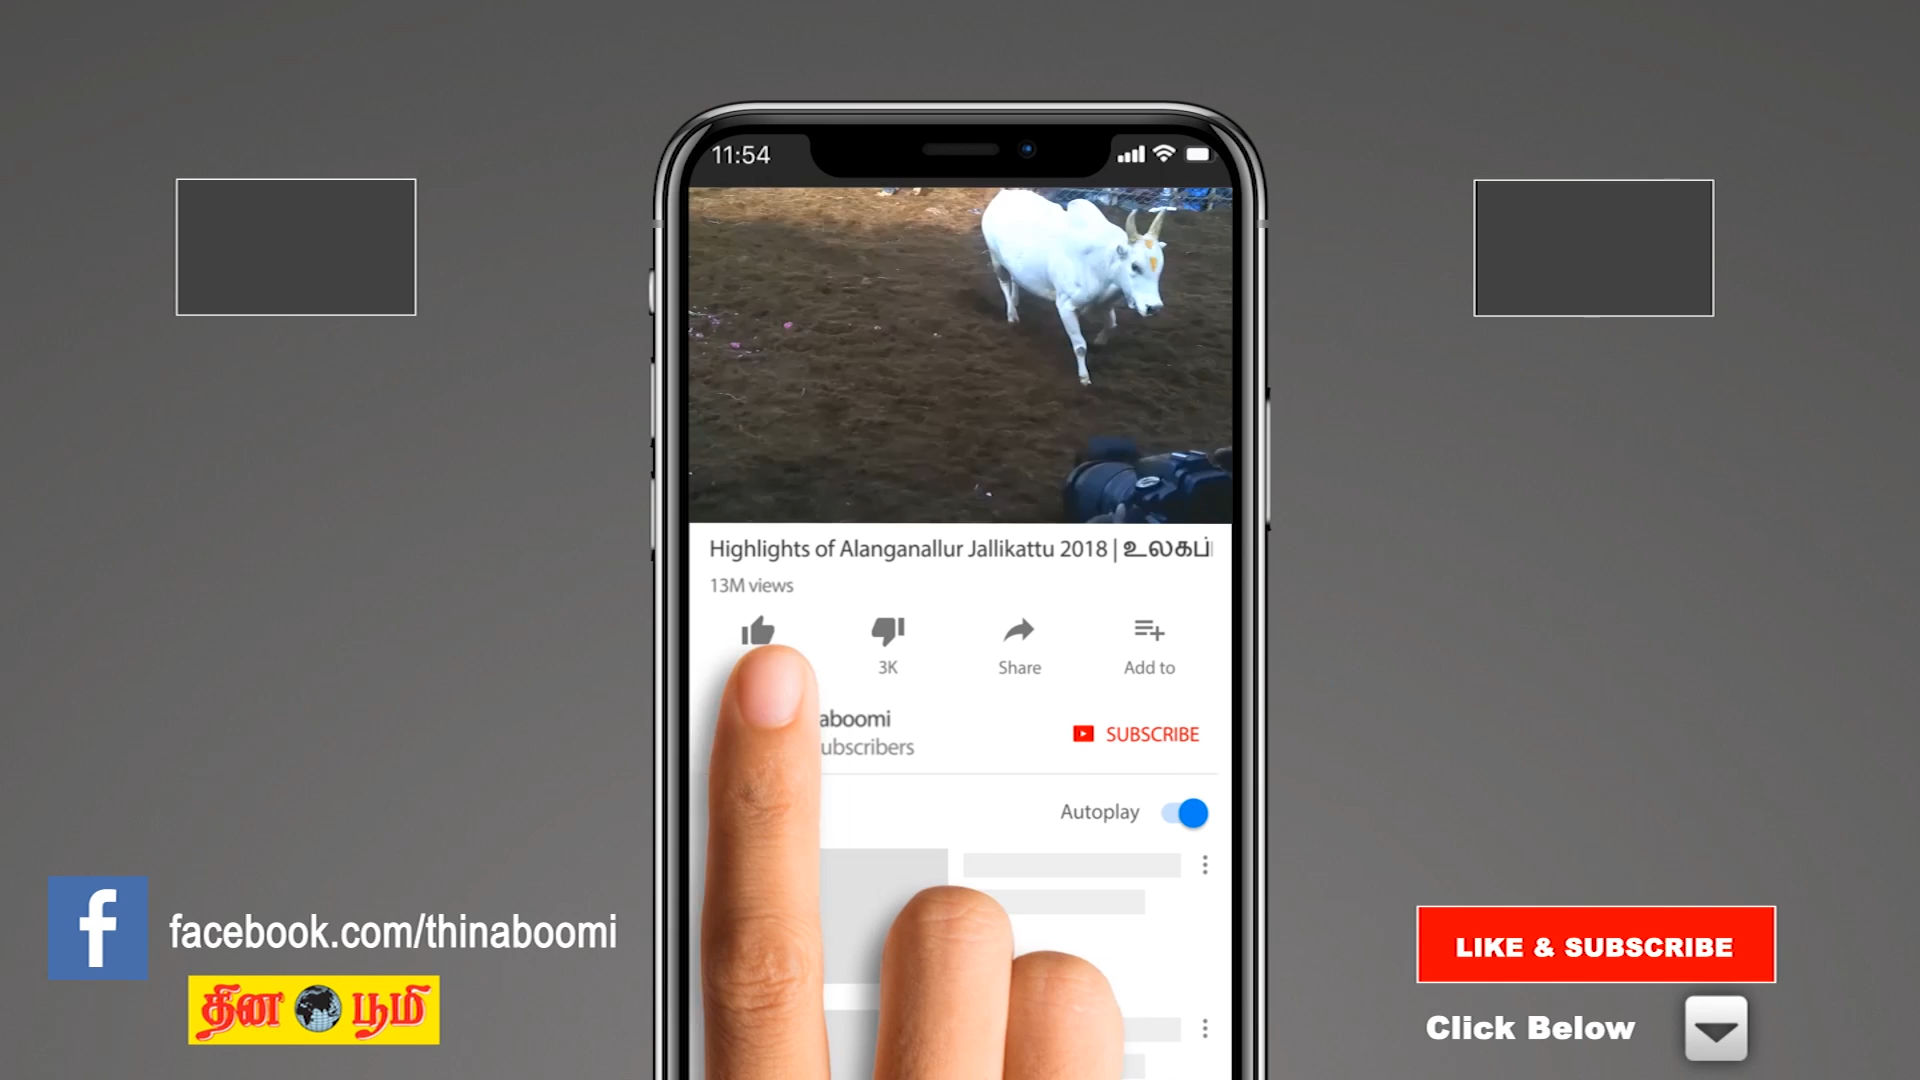 11:54
Highlights of Alanganallur Jallikattu 2018 | உலகப்
13M views
3K
Share
Add to
aboomi
ubscribers
SUBSCRIBE
Autoplay
f
facebook.com/thinaboomi
தின பூமி
LIKE & SUBSCRIBE
Click Below